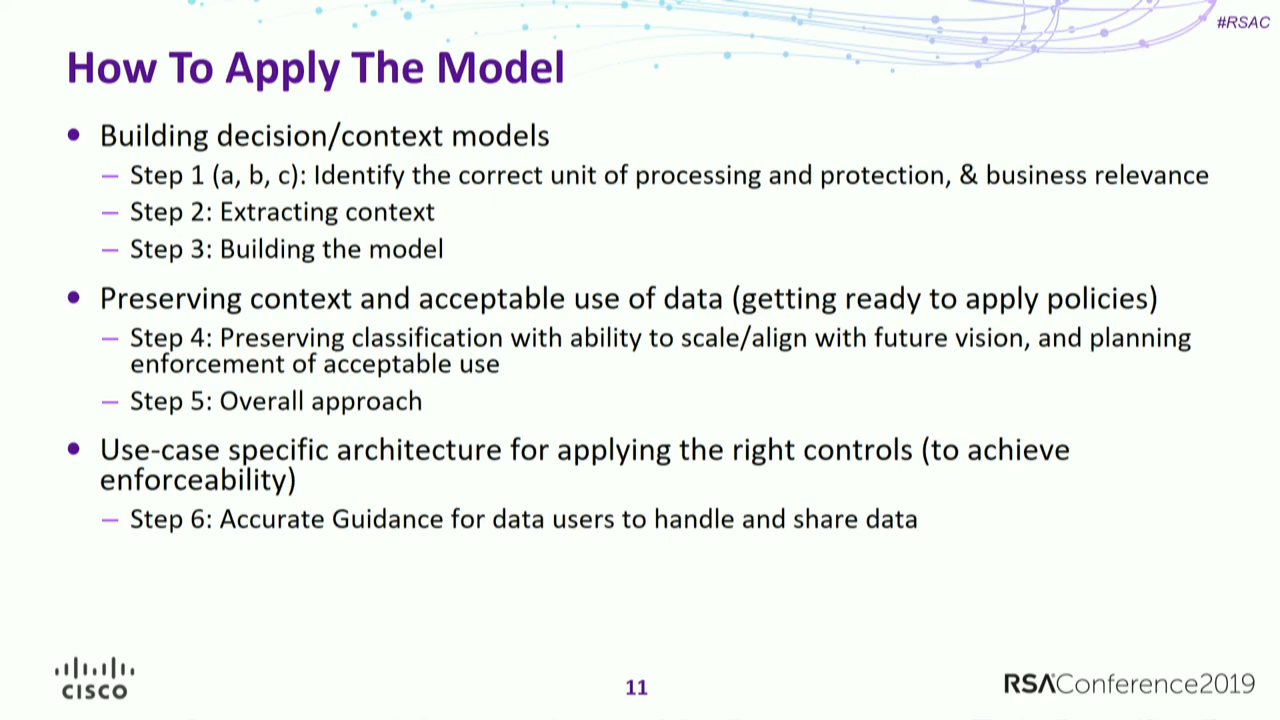 #RSAC
How To Apply The Model
• Building decision/context models
– Step 1 (a, b, c): Identify the correct unit of processing and protection, & business relevance
– Step 2: Extracting context
– Step 3: Building the model
• Preserving context and acceptable use of data (getting ready to apply policies)
– Step 4: Preserving classification with ability to scale/align with future vision, and planning
enforcement of acceptable use
– Step 5: Overall approach
• Use-case specific architecture for applying the right controls (to achieve
enforceability)
– Step 6: Accurate Guidance for data users to handle and share data
CISCO
11
RSAConference2019